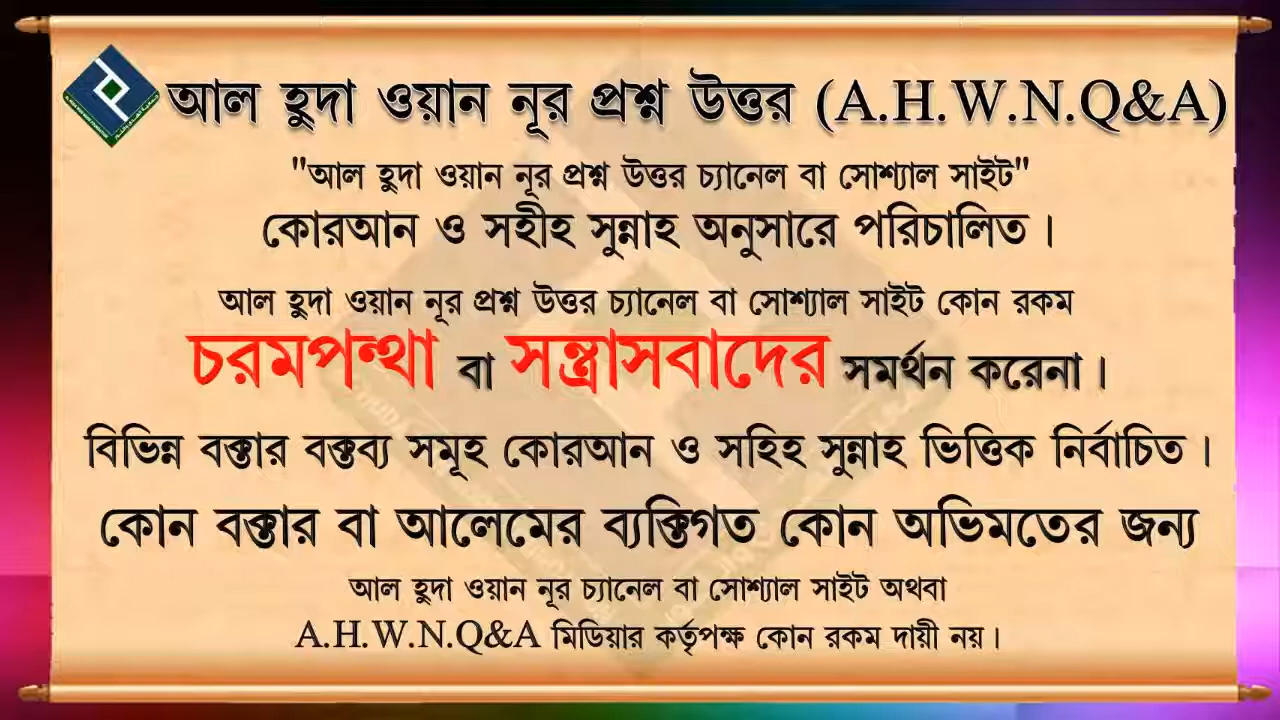 আল হুদা ওয়ান নূর প্রশ্ন উত্তর (A.H.W.N.Q&A)
"আল হুদা ওয়ান নূর প্রশ্ন উত্তর চ্যানেল বা সোশ্যাল সাইট"
কোরআন ও সহীহ সুন্নাহ অনুসারে পরিচালিত।
আল হুদা ওয়ান নূর প্রশ্ন উত্তর চ্যানেল বা সোশ্যাল সাইট কোন রকম
চরমপন্থা বা সন্ত্রাসবাদের সমর্থন করেনা।
বিভিন্ন বক্তার বক্তব্য সমূহ কোরআন ও সহিহ সুন্নাহ ভিত্তিক নির্বাচিত।
কোন বক্তার বা আলেমের ব্যক্তিগত কোন অভিমতের জন্য
আল হুদা ওয়ান নূর চ্যানেল বা সোশ্যাল সাইট অথবা
A.H.W.N.Q&A মিডিয়ার কর্তৃপক্ষ কোন রকম দায়ী নয়।